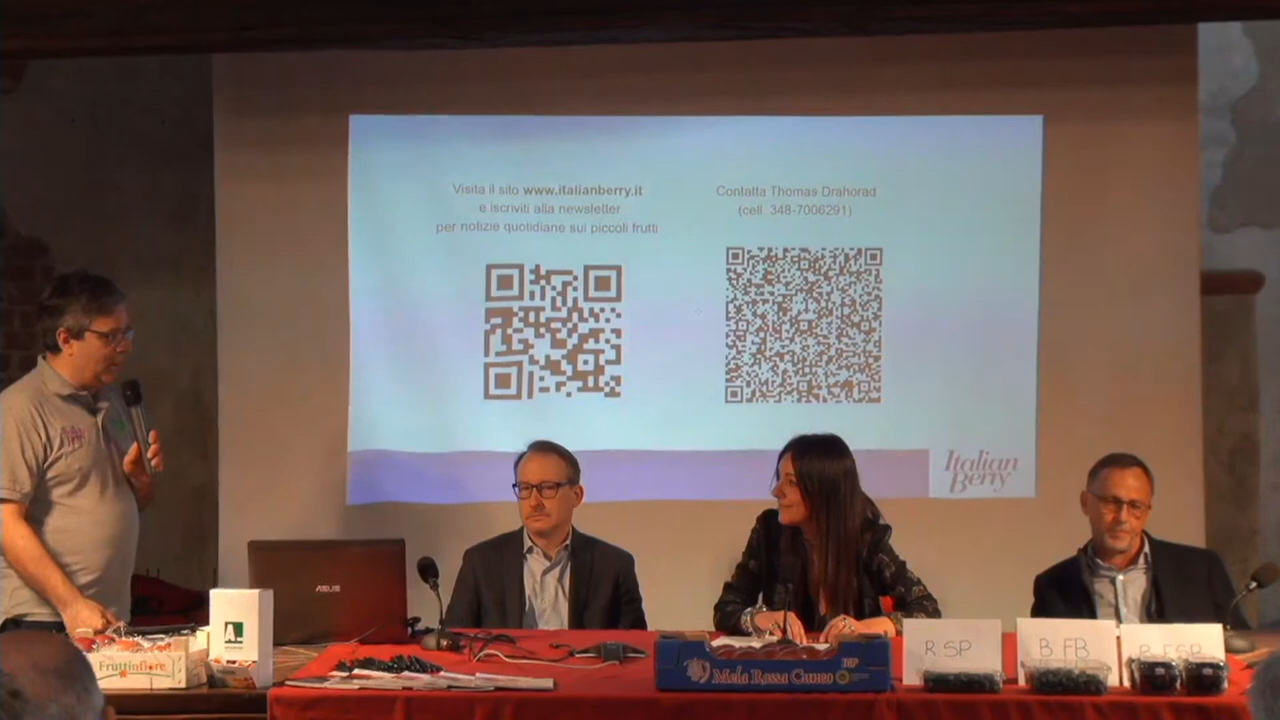 Visita il sito www.italianberry.it
e iscriviti alla newsletter
per notizie quotidiane sui piccoli frutti
Contatta Thomas Drahorad
(cell. 348-7006291)
Italian
Berry
ASUS
A.
Fruttinfiore
Mela Rossa Cuneo
IGP
R SP
B FB